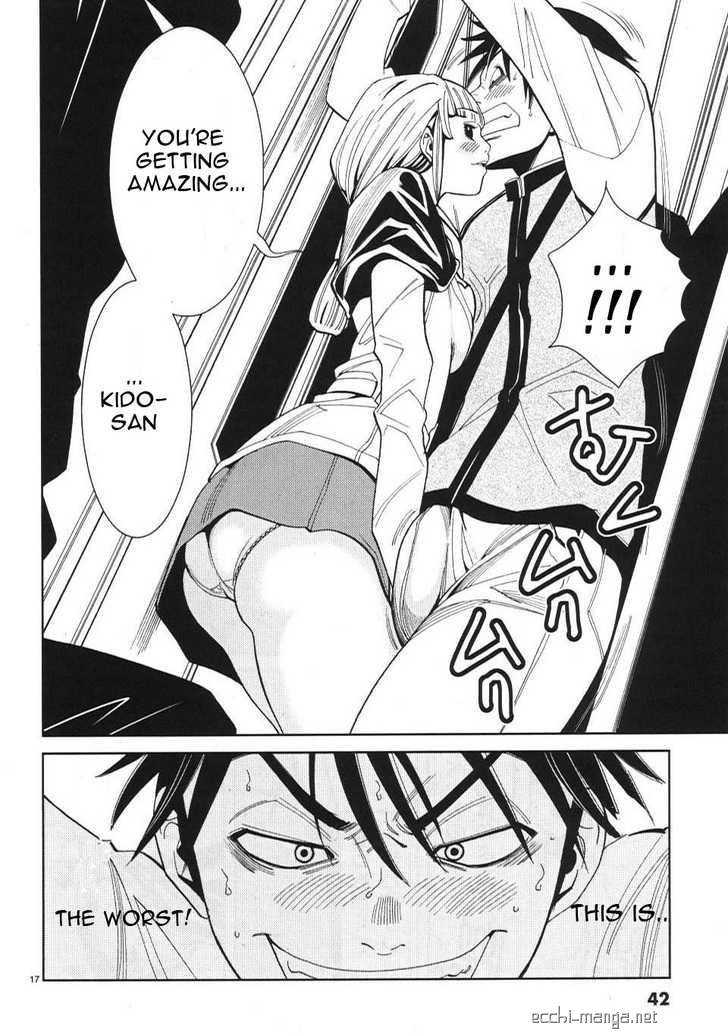 YOU'RE
GETTING
AMAZING...
...
KIDO-
SAN
...
!!!
THIS IS..
THE WORST!
17
42
ecchi-manga.net